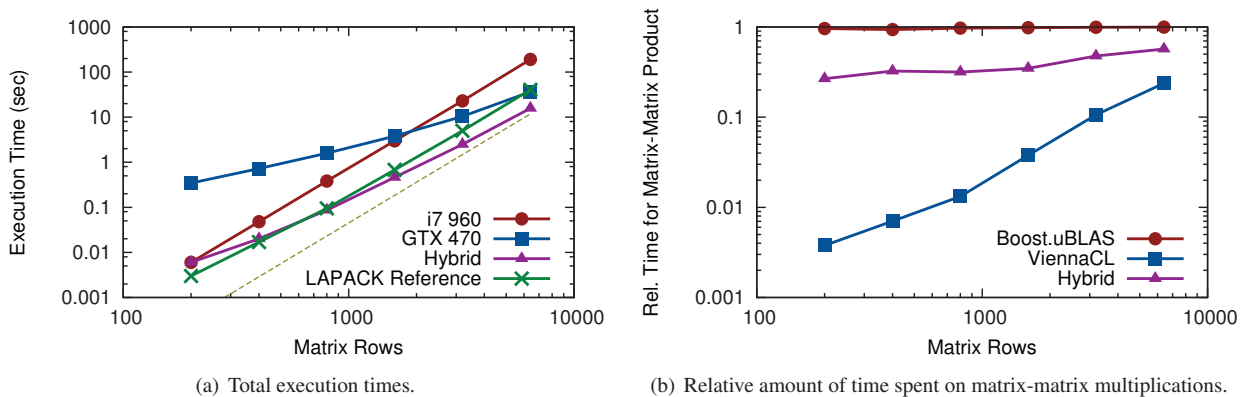 Execution Time (sec)
1000
100
10
1
0.1
0.01
0.001
100
1000
10000
Matrix Rows
i7 960
GTX 470
Hybrid
LAPACK Reference
(a) Total execution times.
Rel. Time for Matrix-Matrix Product
1
0.1
0.01
0.001
100
1000
10000
Matrix Rows
Boost.uBLAS
ViennaCL
Hybrid
(b) Relative amount of time spent on matrix-matrix multiplications.